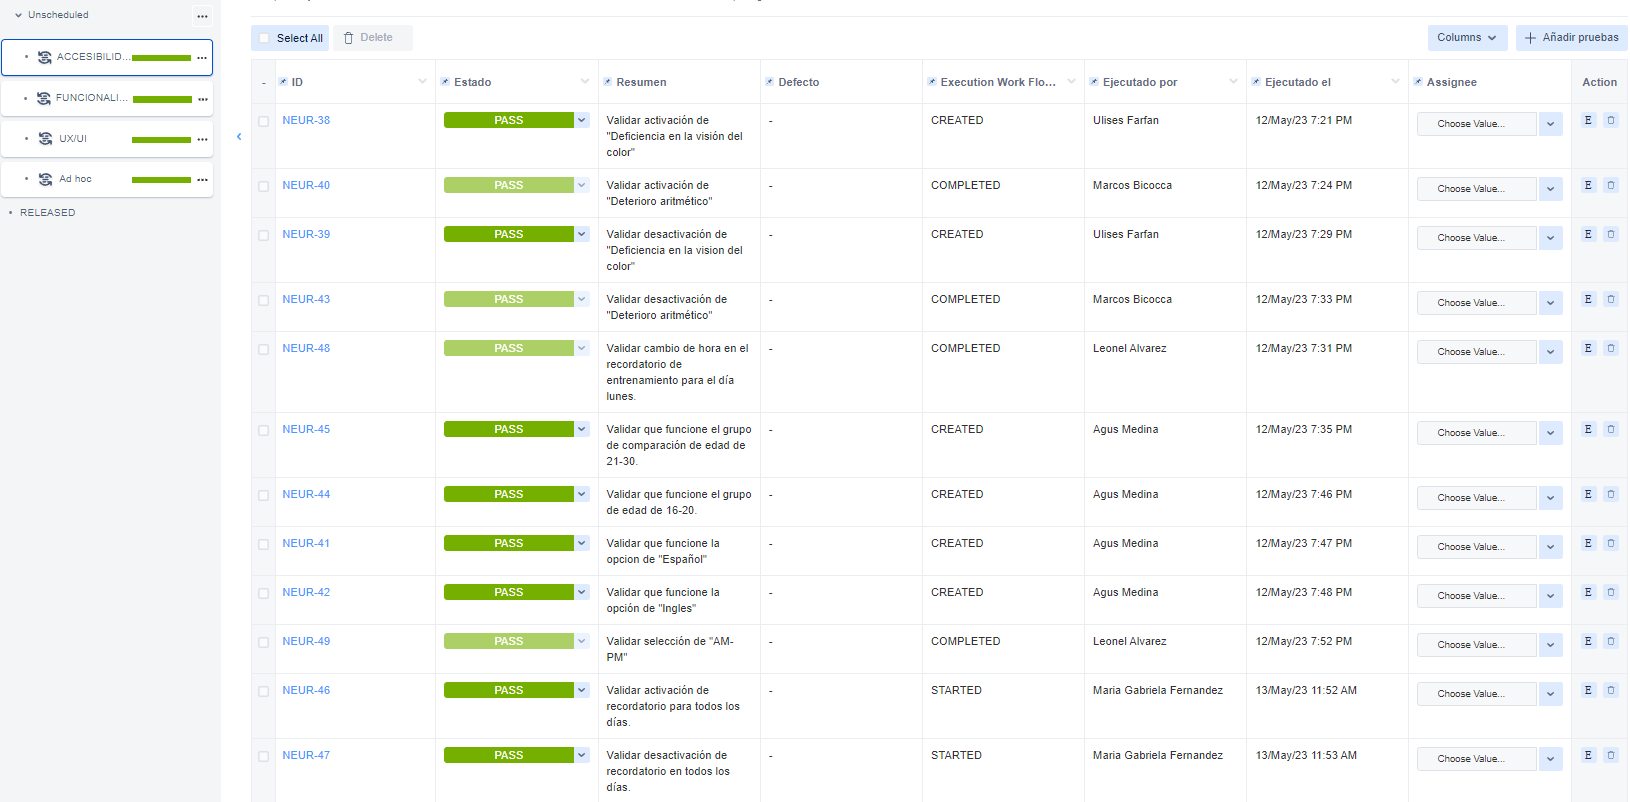 Unscheduled
ACCESIBILID...
FUNCIONALI...
UX/UI
Ad hoc
RELEASED
Select All Delete Columns Añadir pruebas
- ID Estado Resumen Defecto Execution Work Flo... Ejecutado por Ejecutado el Assignee Action
NEUR-38 PASS Validar activación de - CREATED Ulises Farfan 12/May/23 7:21 PM Choose Value... E
"Deficiencia en la visión del
color"
NEUR-40 PASS Validar activación de - COMPLETED Marcos Bicocca 12/May/23 7:24 PM Choose Value... E
"Deterioro aritmético"
NEUR-39 PASS Validar desactivación de - CREATED Ulises Farfan 12/May/23 7:29 PM Choose Value... E
"Deficiencia en la vision del
color"
NEUR-43 PASS Validar desactivación de - COMPLETED Marcos Bicocca 12/May/23 7:33 PM Choose Value... E
"Deterioro aritmético"
NEUR-48 PASS Validar cambio de hora en el - COMPLETED Leonel Alvarez 12/May/23 7:31 PM Choose Value... E
recordatorio de
entrenamiento para el día
lunes.
NEUR-45 PASS Validar que funcione el grupo - CREATED Agus Medina 12/May/23 7:35 PM Choose Value... E
de comparación de edad de
21-30.
NEUR-44 PASS Validar que funcione el grupo - CREATED Agus Medina 12/May/23 7:46 PM Choose Value... E
de edad de 16-20.
NEUR-41 PASS Validar que funcione la - CREATED Agus Medina 12/May/23 7:47 PM Choose Value... E
opcion de "Español"
NEUR-42 PASS Validar que funcione la - CREATED Agus Medina 12/May/23 7:48 PM Choose Value... E
opción de "Ingles"
NEUR-49 PASS Validar selección de "AM- - COMPLETED Leonel Alvarez 12/May/23 7:52 PM Choose Value... E
PM"
NEUR-46 PASS Validar activación de - STARTED Maria Gabriela Fernandez 13/May/23 11:52 AM Choose Value... E
recordatorio para todos los
días.
NEUR-47 PASS Validar desactivación de - STARTED Maria Gabriela Fernandez 13/May/23 11:53 AM Choose Value... E
recordatorio en todos los
días.